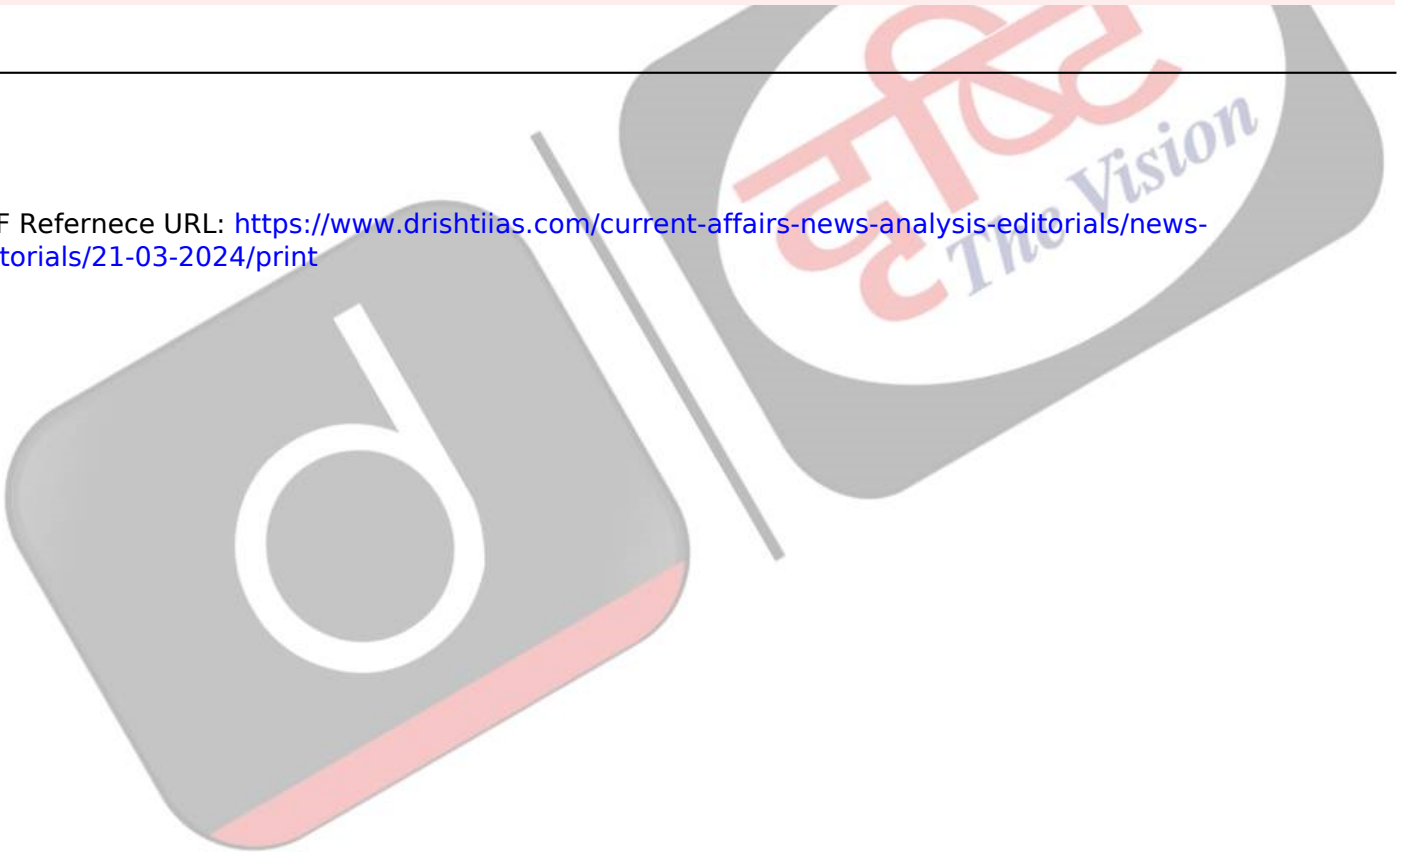 F Refernece URL: https://www.drishtiias.com/current-affairs-news-analysis-editorials/news-
torials/21-03-2024/print
दृष्टि
The Vision
d